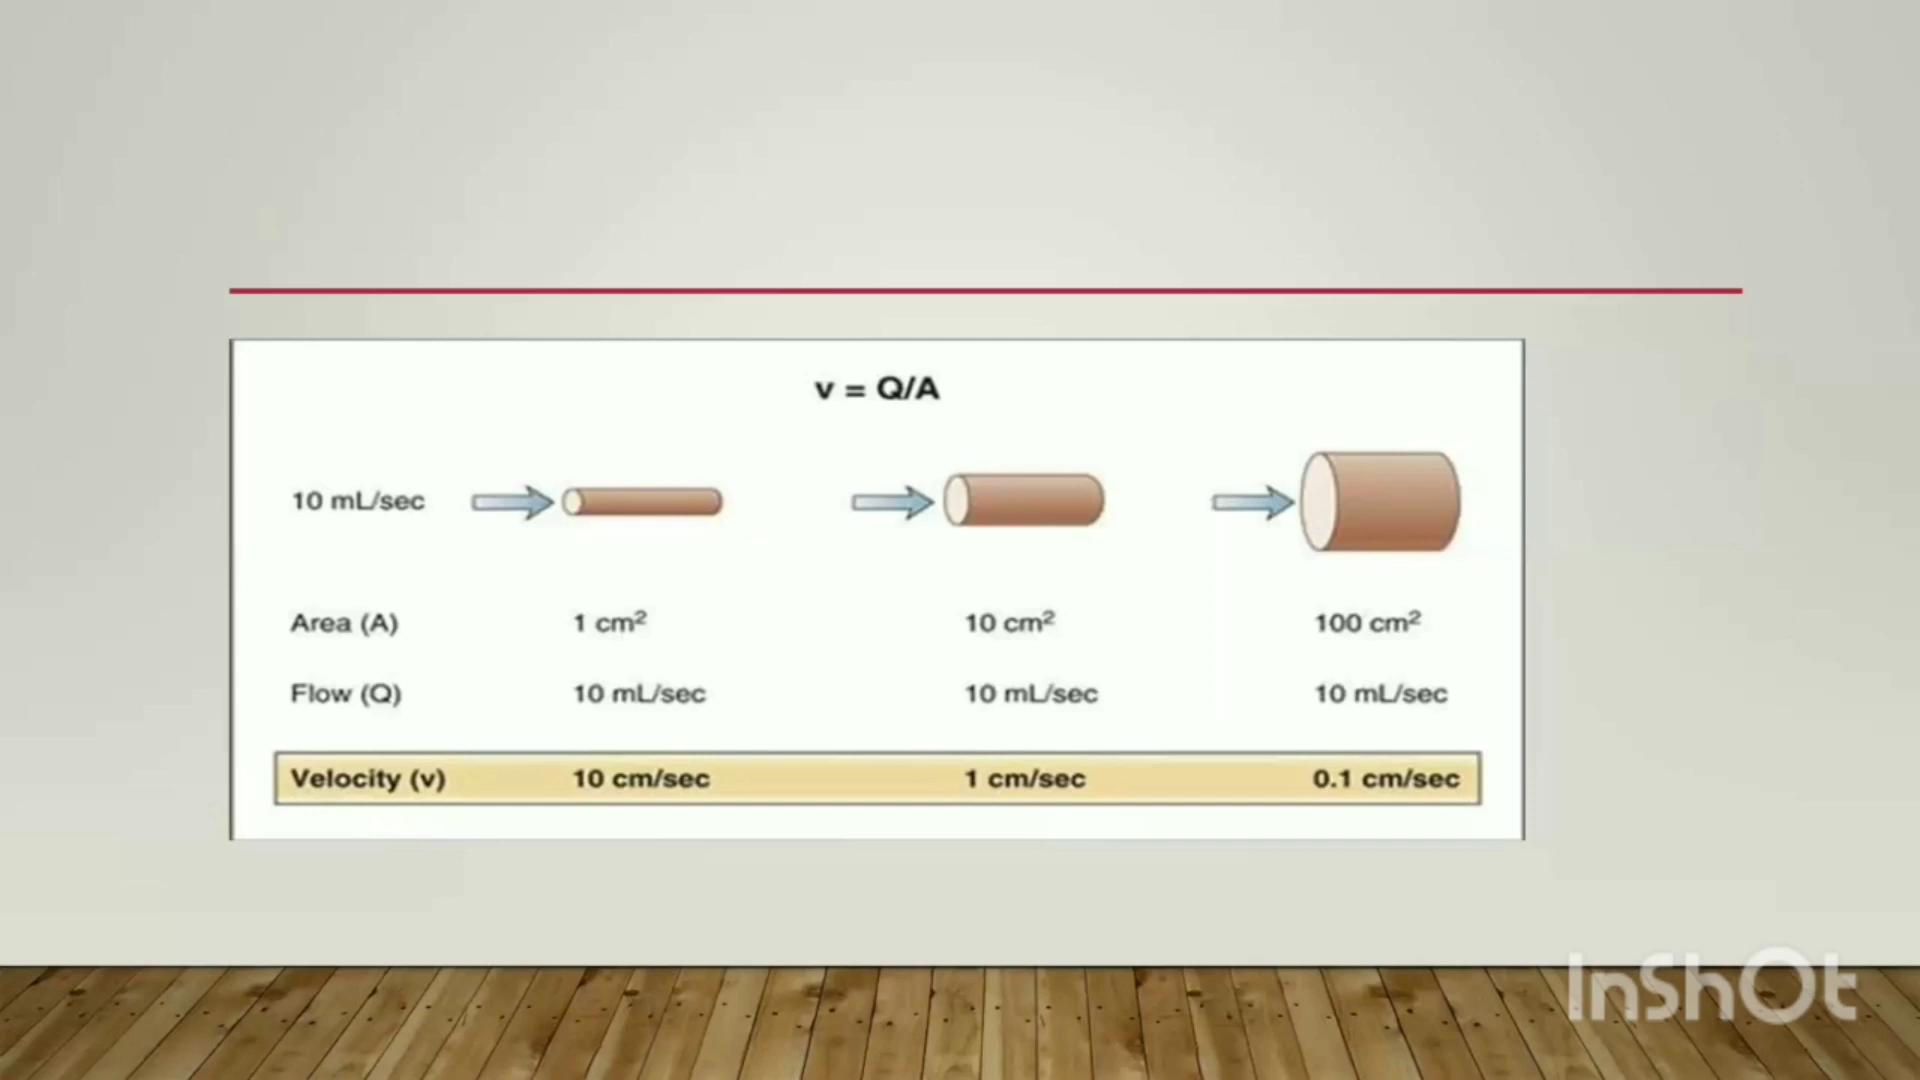 v = Q/A
10 mL/sec
Area (A) 1 cm² 10 cm² 100 cm²
Flow (Q) 10 mL/sec 10 mL/sec 10 mL/sec
Velocity (v) 10 cm/sec 1 cm/sec 0.1 cm/sec
InShOt